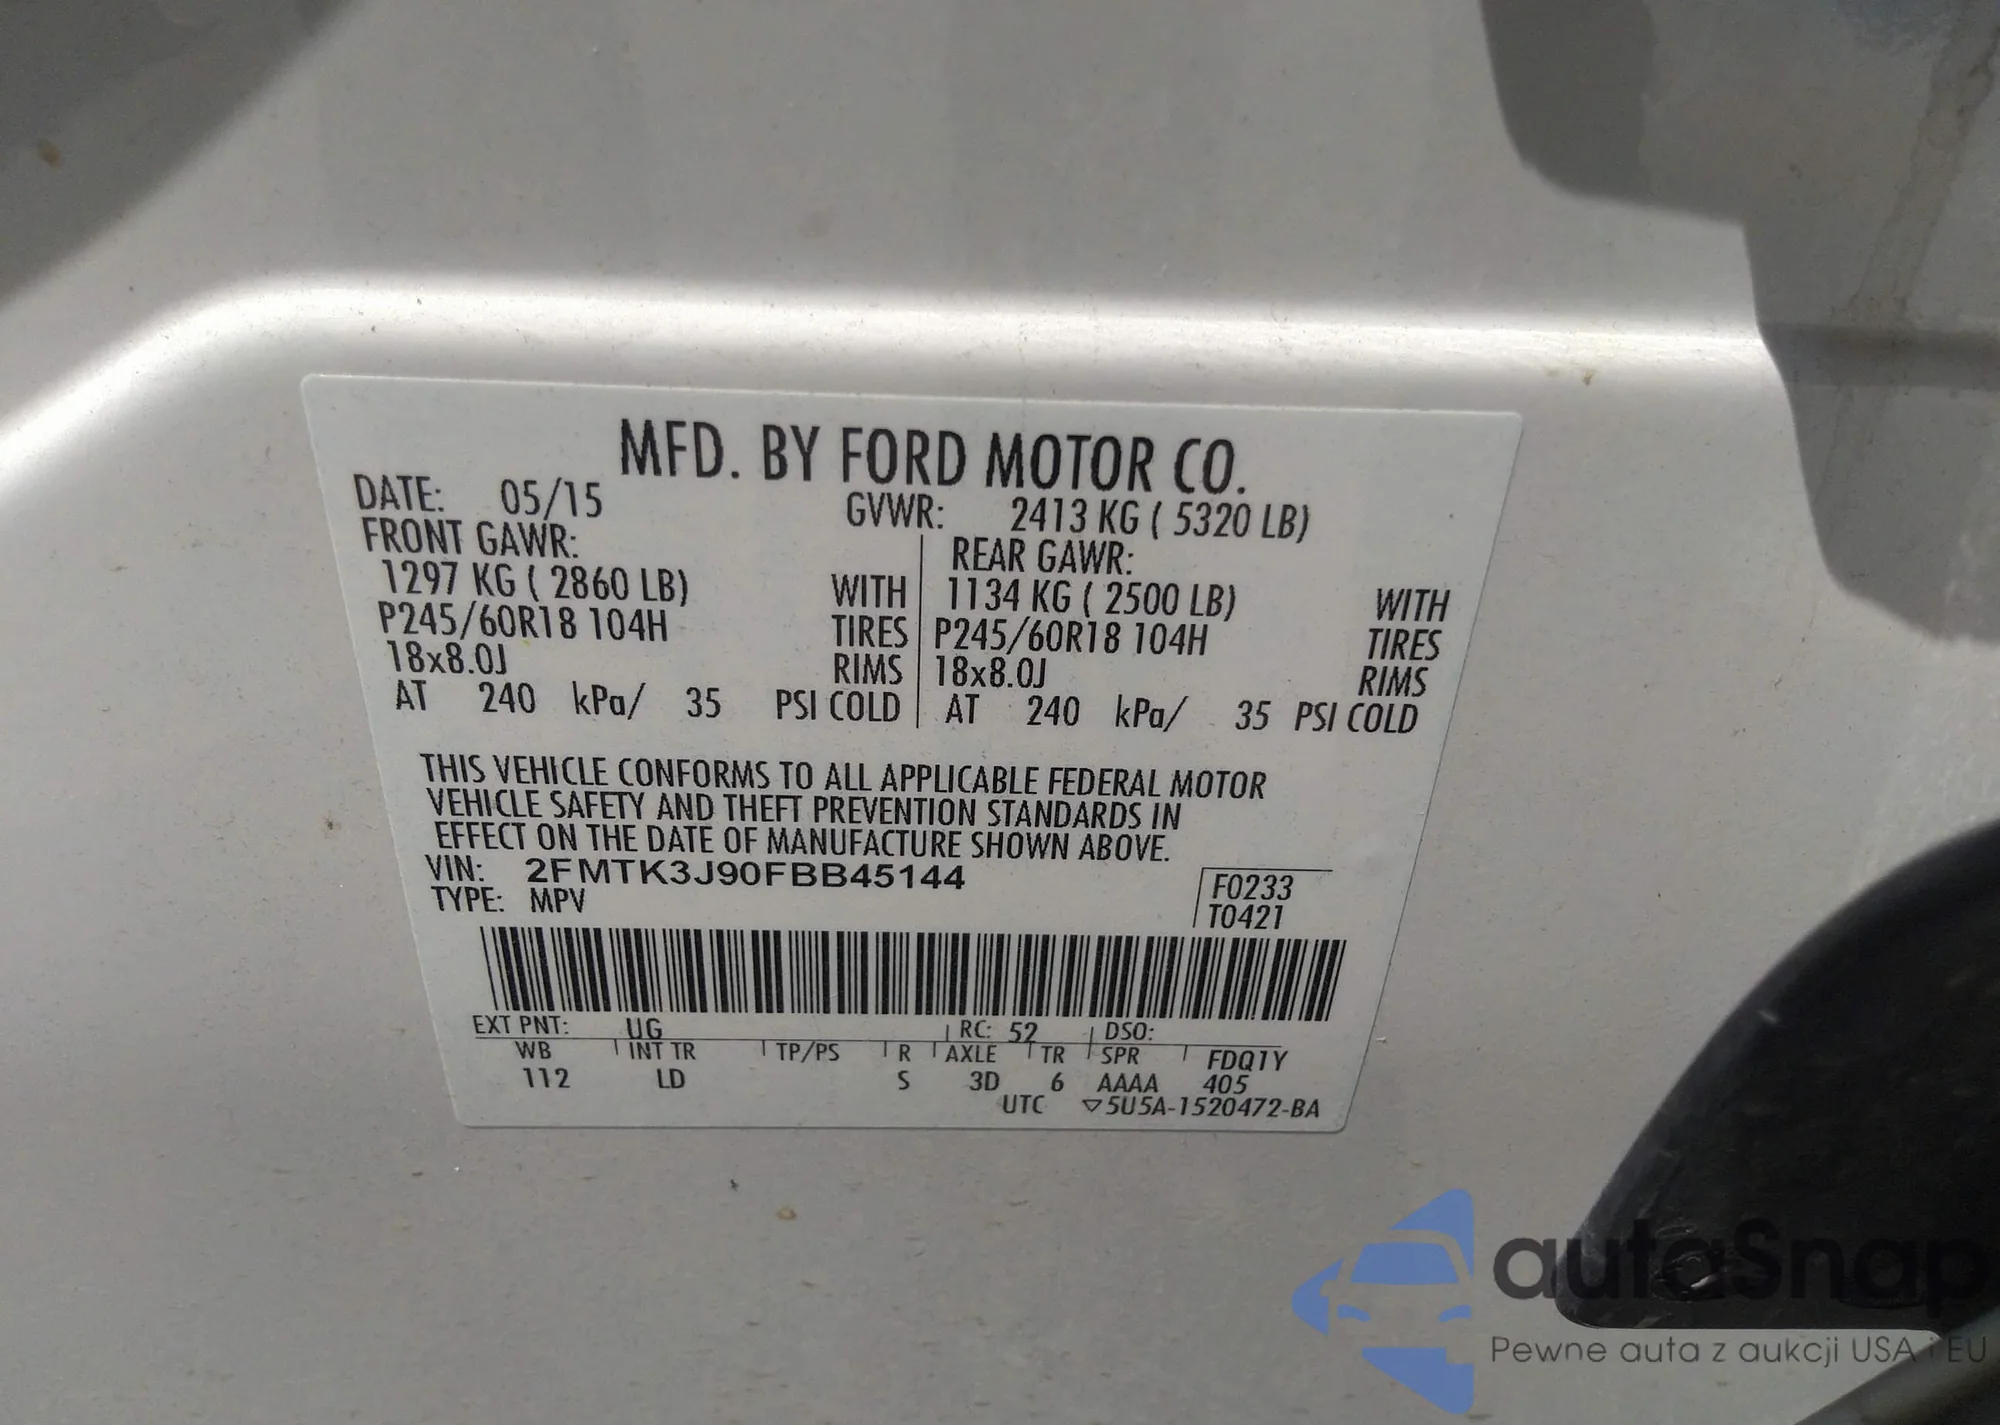 MFD. BY FORD MOTOR CO.
DATE: 05/15 GVWR: 2413 KG ( 5320 LB)
FRONT GAWR: REAR GAWR:
1297 KG ( 2860 LB) WITH 1134 KG ( 2500 LB) WITH
P245/60R18 104H TIRES P245/60R18 104H TIRES
18x8.0J RIMS 18x8.0J RIMS
AT 240 kPa/ 35 PSI COLD AT 240 kPa/ 35 PSI COLD
THIS VEHICLE CONFORMS TO ALL APPLICABLE FEDERAL MOTOR
VEHICLE SAFETY AND THEFT PREVENTION STANDARDS IN
EFFECT ON THE DATE OF MANUFACTURE SHOWN ABOVE.
VIN: 2FMTK3J90FBB45144 F0233
TYPE: MPV T0421
EXT PNT: UG RC: 52 DSO:
WB INT TR TP/PS R AXLE TR SPR FDQ1Y
112 LD S 3D 6 AAAA 405
UTC ▽5U5A-1520472-BA
autaSnap
Pewne auta z aukcji USA i EU